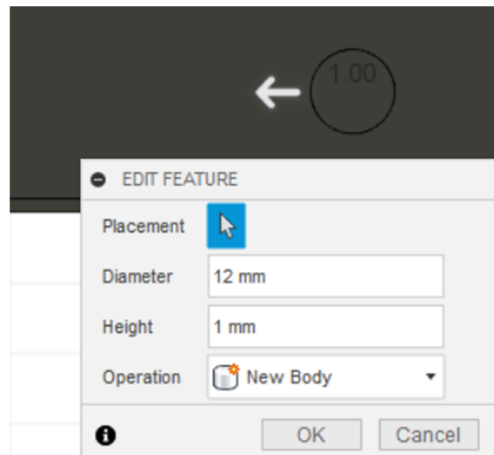 1.00
EDIT FEATURE
Placement
Diameter 12 mm
Height 1 mm
Operation New Body
OK Cancel